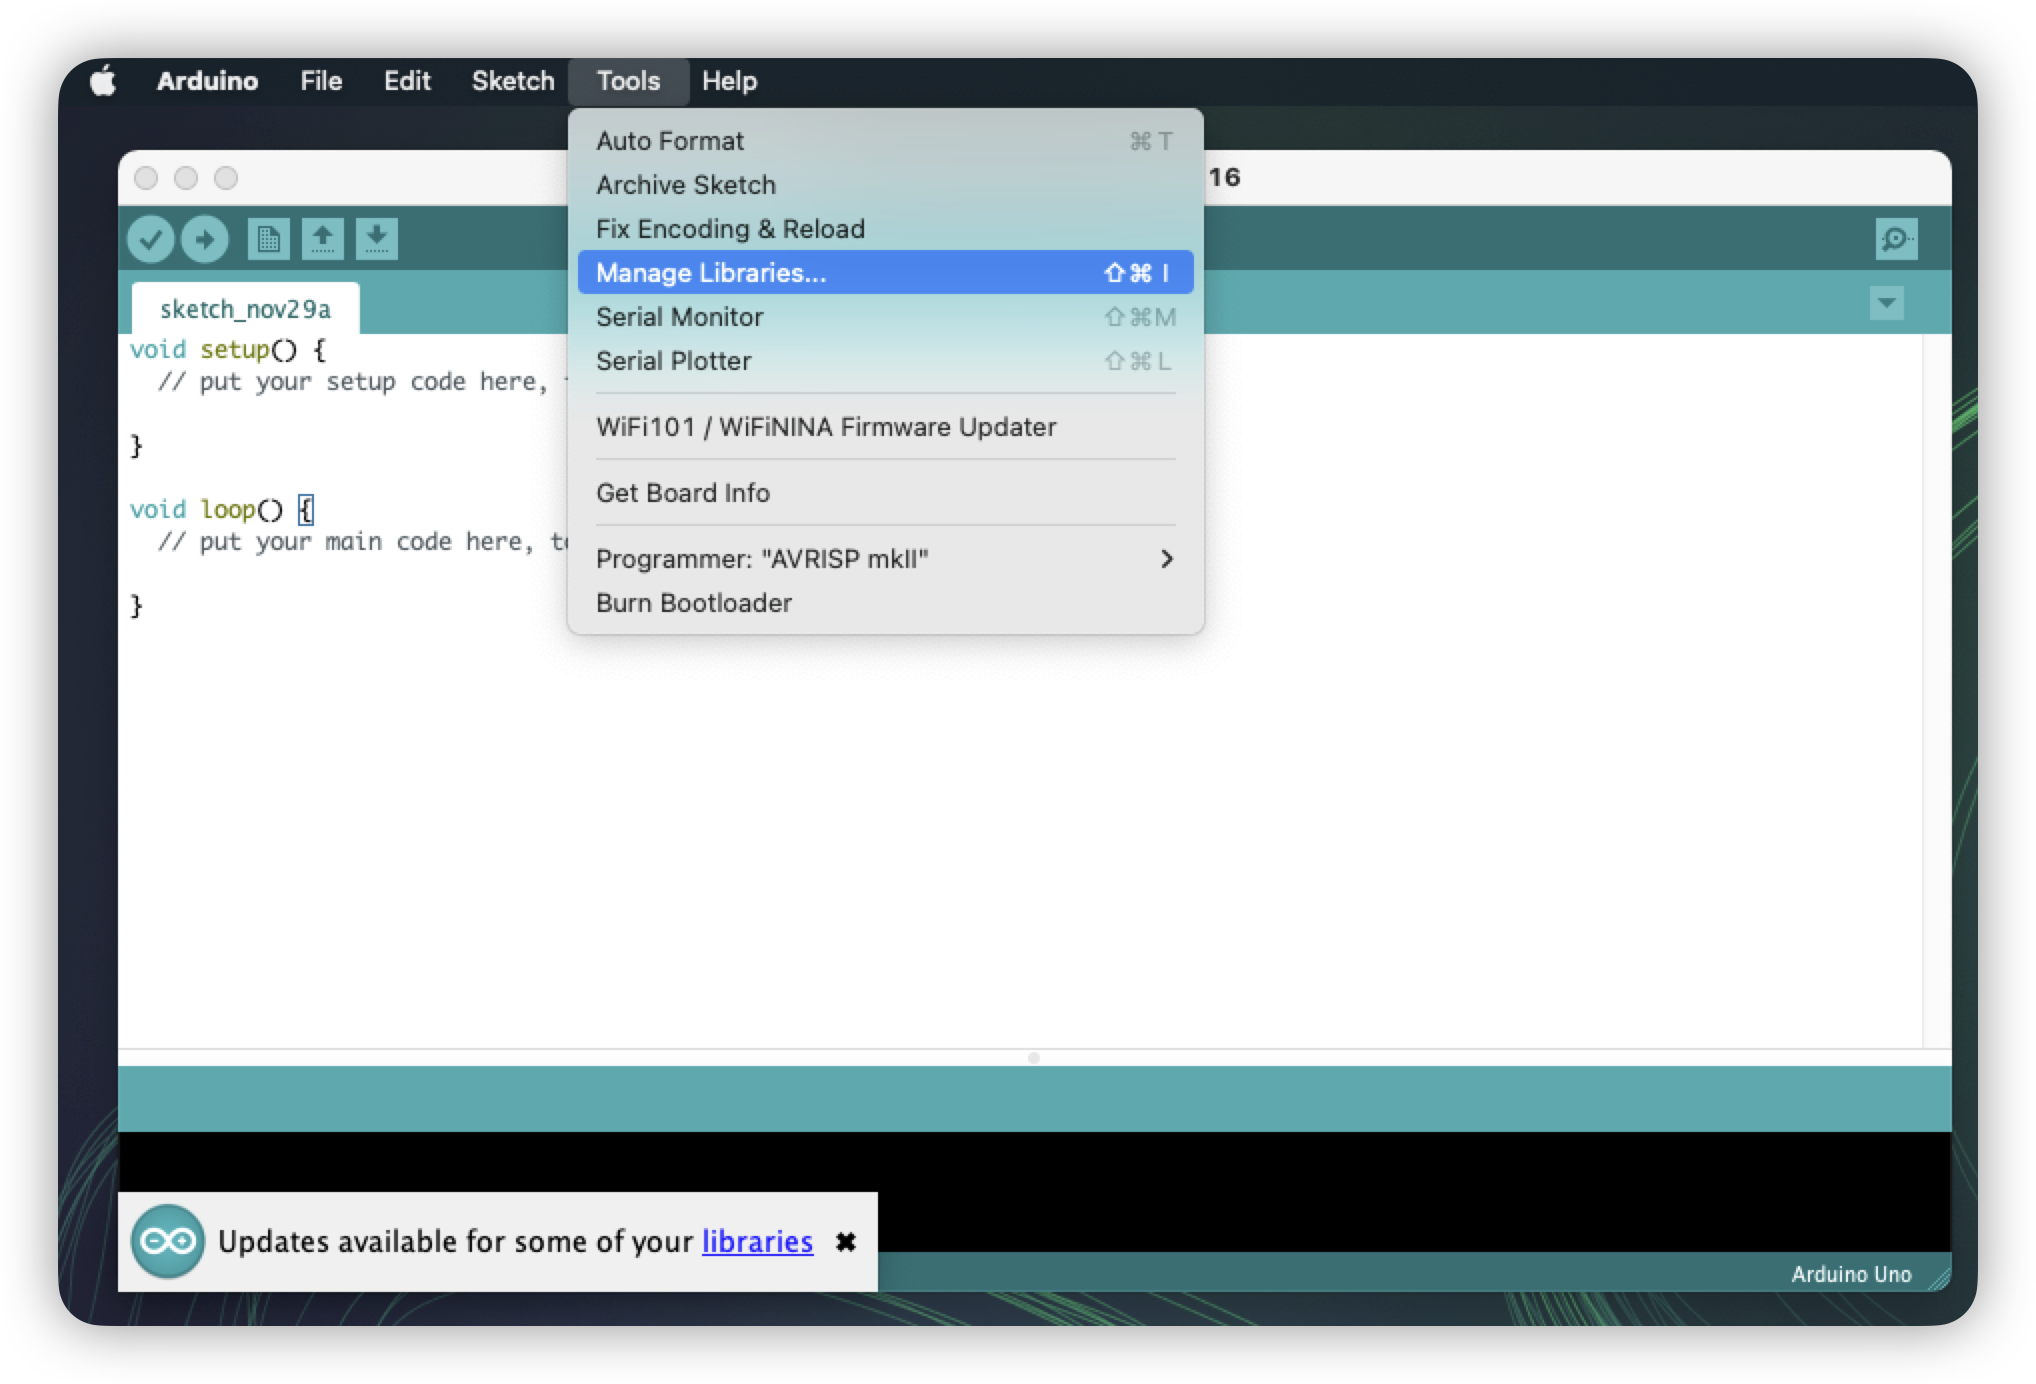 Arduino File Edit Sketch Tools Help
Auto Format ⌘ T
Archive Sketch
Fix Encoding & Reload
Manage Libraries... ⇧⌘ I
Serial Monitor ⇧⌘M
Serial Plotter ⇧⌘ L
WiFi101 / WiFiNINA Firmware Updater
Get Board Info
Programmer: "AVRISP mkII"
Burn Bootloader
16
sketch_nov29a
void setup() {
// put your setup code here,
}
void loop() {
// put your main code here, to
}
Updates available for some of your libraries ✖
Arduino Uno